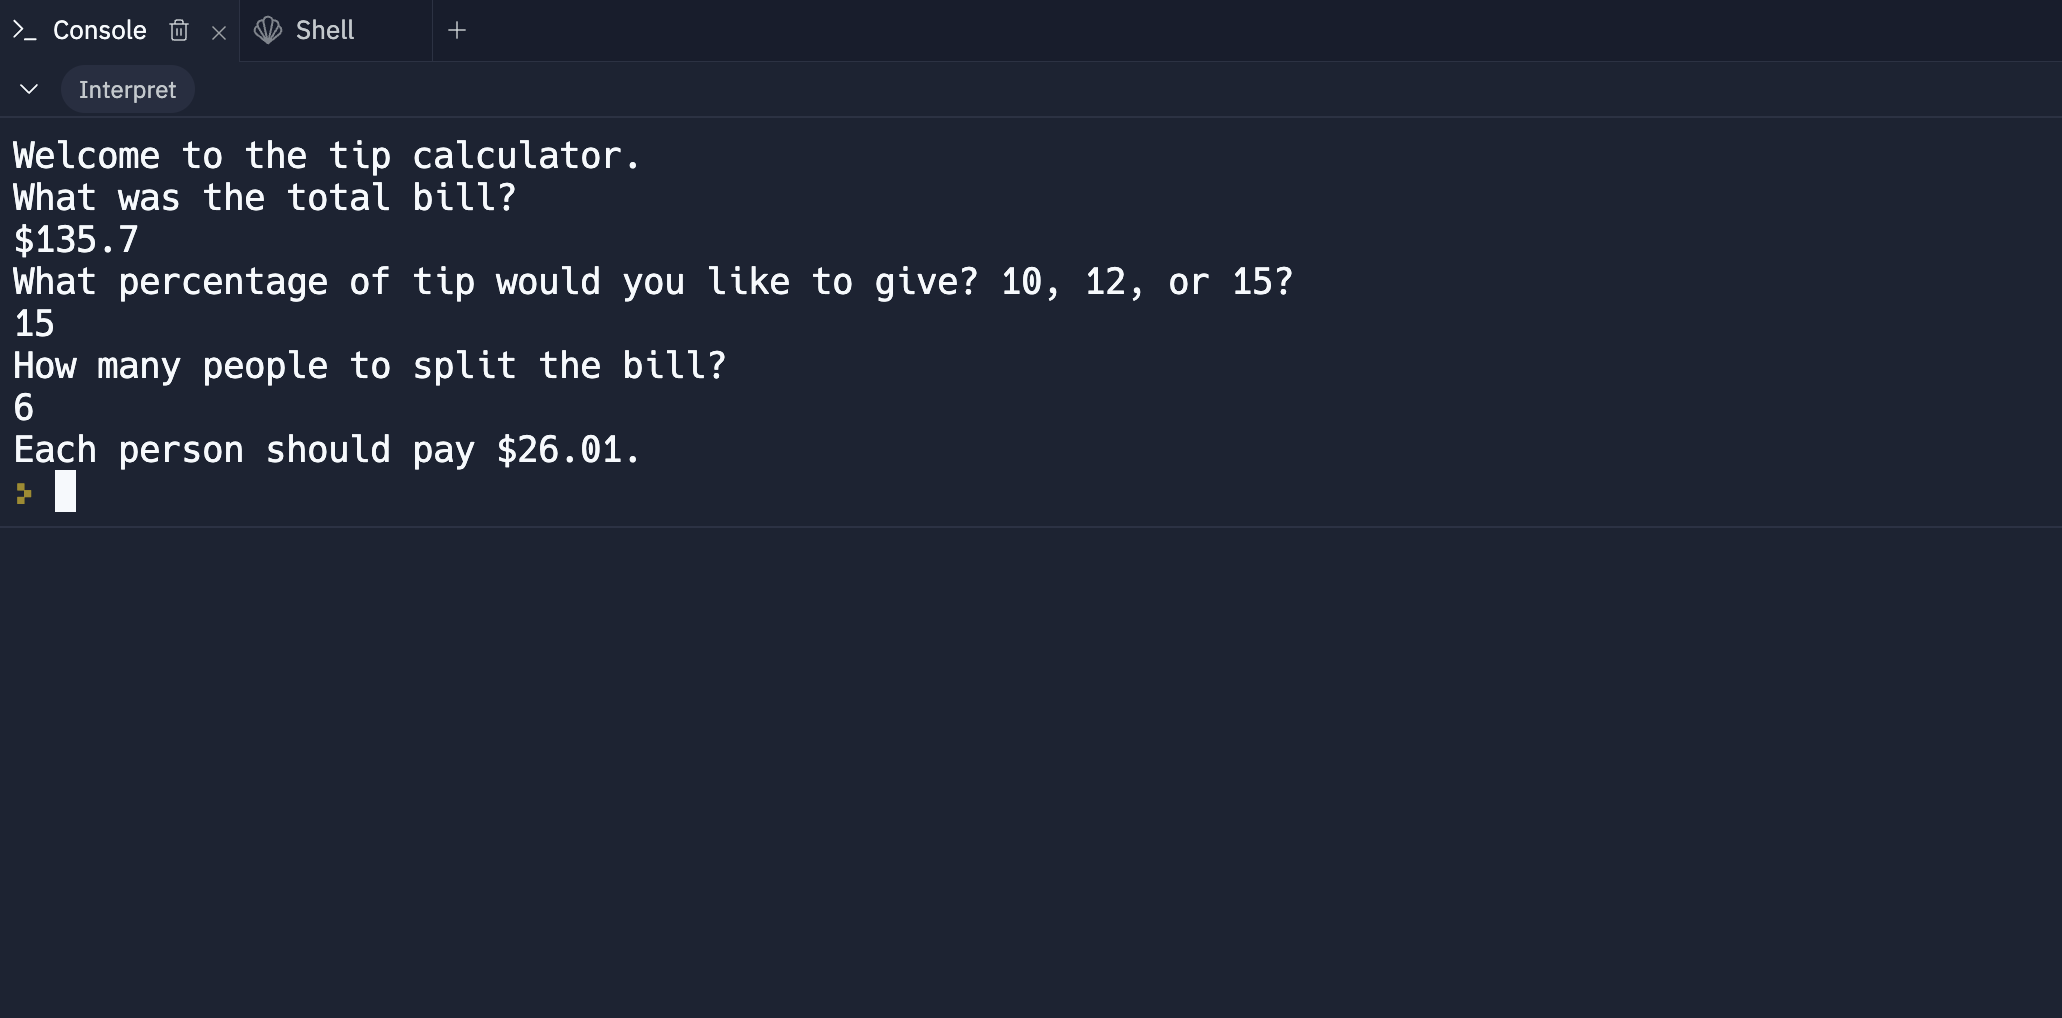 Console
Shell
Interpret
Welcome to the tip calculator.
What was the total bill?
$135.7
What percentage of tip would you like to give? 10, 12, or 15?
15
How many people to split the bill?
6
Each person should pay $26.01.